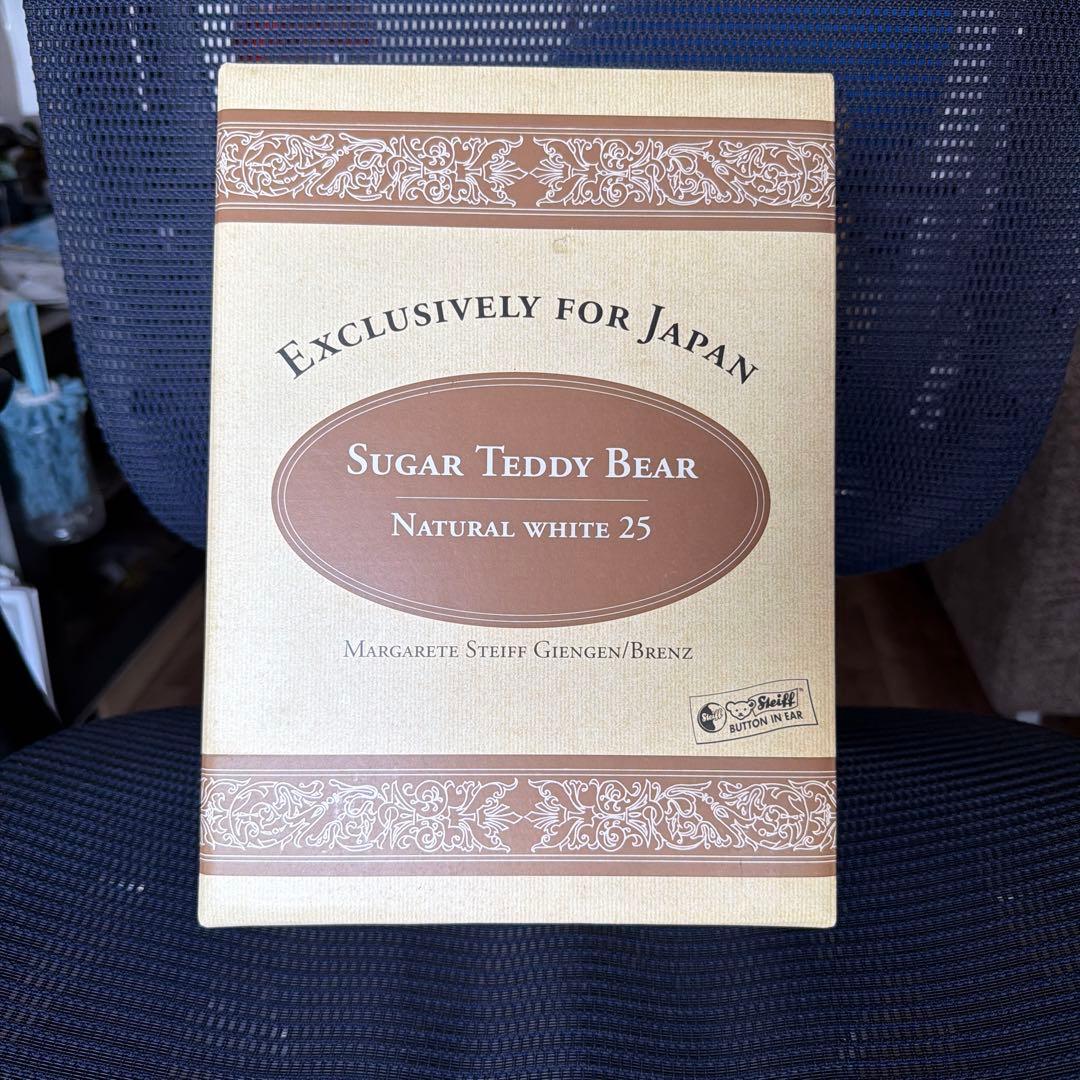 EXCLUSIVELY FOR JAPAN
SUGAR TEDDY BEAR
NATURAL WHITE 25
MARGARETE STEIFF GIENGEN/BRENZ
Steiff
Steiff
BUTTON IN EAR